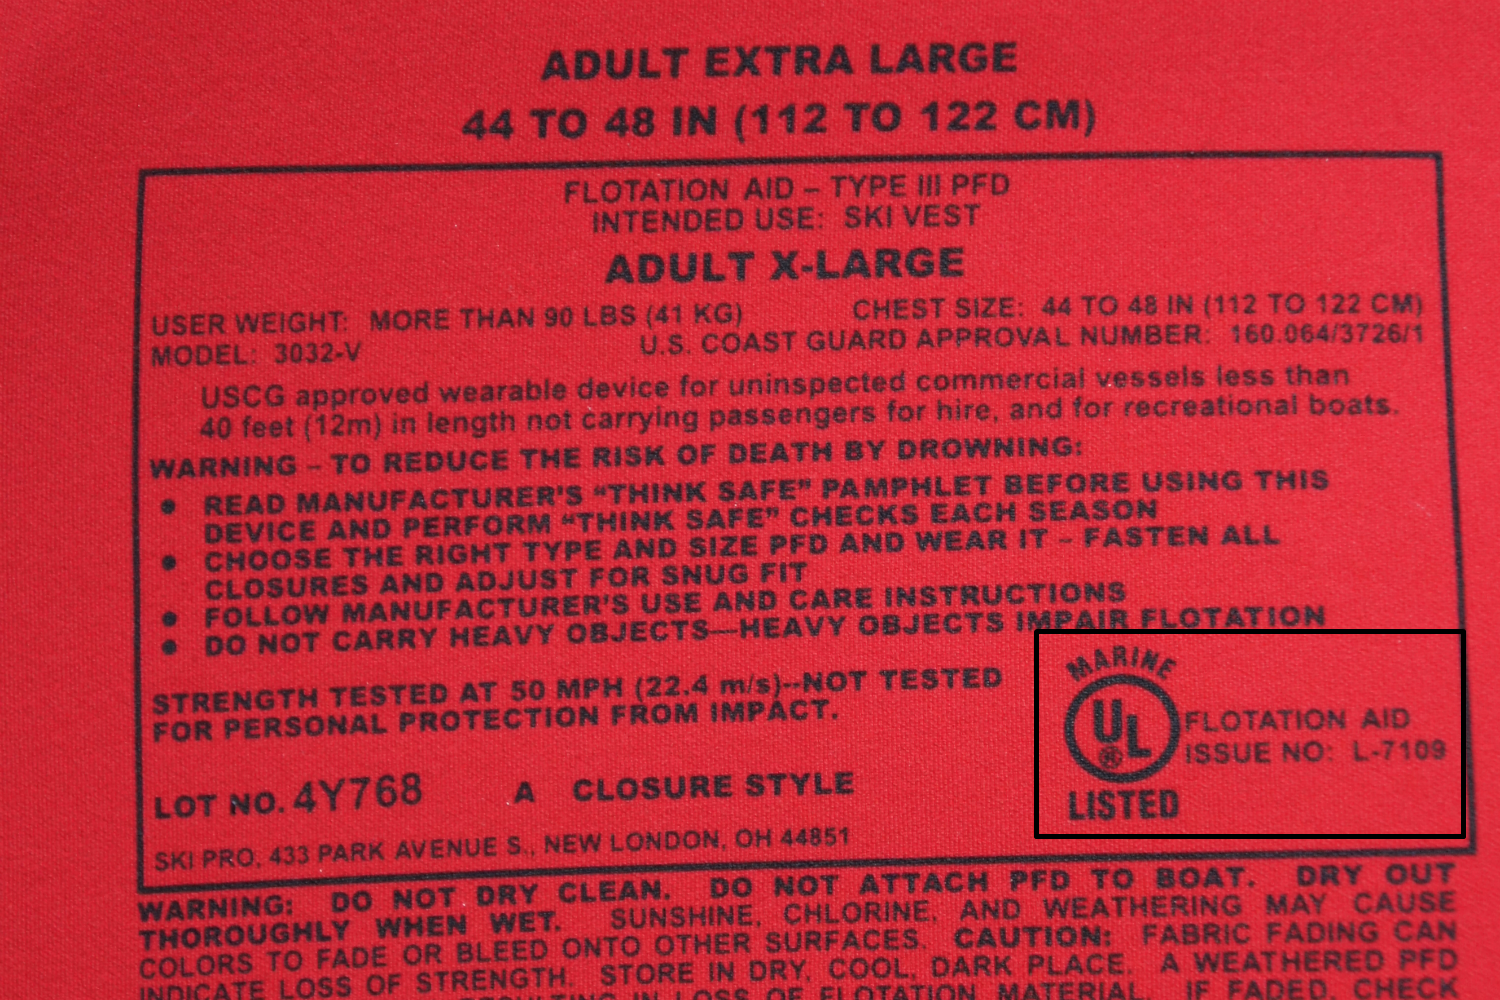 ADULT EXTRA LARGE
44 TO 48 IN (112 TO 122 CM)
FLOTATION AID – TYPE III PFD
INTENDED USE: SKI VEST
ADULT X-LARGE
USER WEIGHT: MORE THAN 90 LBS (41 KG) CHEST SIZE: 44 TO 48 IN (112 TO 122 CM)
MODEL: 3032-V U.S. COAST GUARD APPROVAL NUMBER: 160.064/3726/1
USCG approved wearable device for uninspected commercial vessels less than
40 feet (12m) in length not carrying passengers for hire, and for recreational boats.
WARNING – TO REDUCE THE RISK OF DEATH BY DROWNING:
• READ MANUFACTURER'S “THINK SAFE” PAMPHLET BEFORE USING THIS
DEVICE AND PERFORM “THINK SAFE” CHECKS EACH SEASON
• CHOOSE THE RIGHT TYPE AND SIZE PFD AND WEAR IT – FASTEN ALL
CLOSURES AND ADJUST FOR SNUG FIT
• FOLLOW MANUFACTURER'S USE AND CARE INSTRUCTIONS
• DO NOT CARRY HEAVY OBJECTS—HEAVY OBJECTS IMPAIR FLOTATION
STRENGTH TESTED AT 50 MPH (22.4 m/s)--NOT TESTED
FOR PERSONAL PROTECTION FROM IMPACT.
MARINE
UL ®
LISTED
FLOTATION AID
ISSUE NO: L-7109
LOT NO. 4Y768 A CLOSURE STYLE
SKI PRO, 433 PARK AVENUE S., NEW LONDON, OH 44851
WARNING: DO NOT DRY CLEAN. DO NOT ATTACH PFD TO BOAT. DRY OUT
THOROUGHLY WHEN WET. SUNSHINE, CHLORINE, AND WEATHERING MAY CAUSE
COLORS TO FADE OR BLEED ONTO OTHER SURFACES. CAUTION: FABRIC FADING CAN
INDICATE LOSS OF STRENGTH. STORE IN DRY, COOL, DARK PLACE. A WEATHERED PFD
RESULTING IN LOSS OF FLOTATION MATERIAL. IF FADED, CHECK